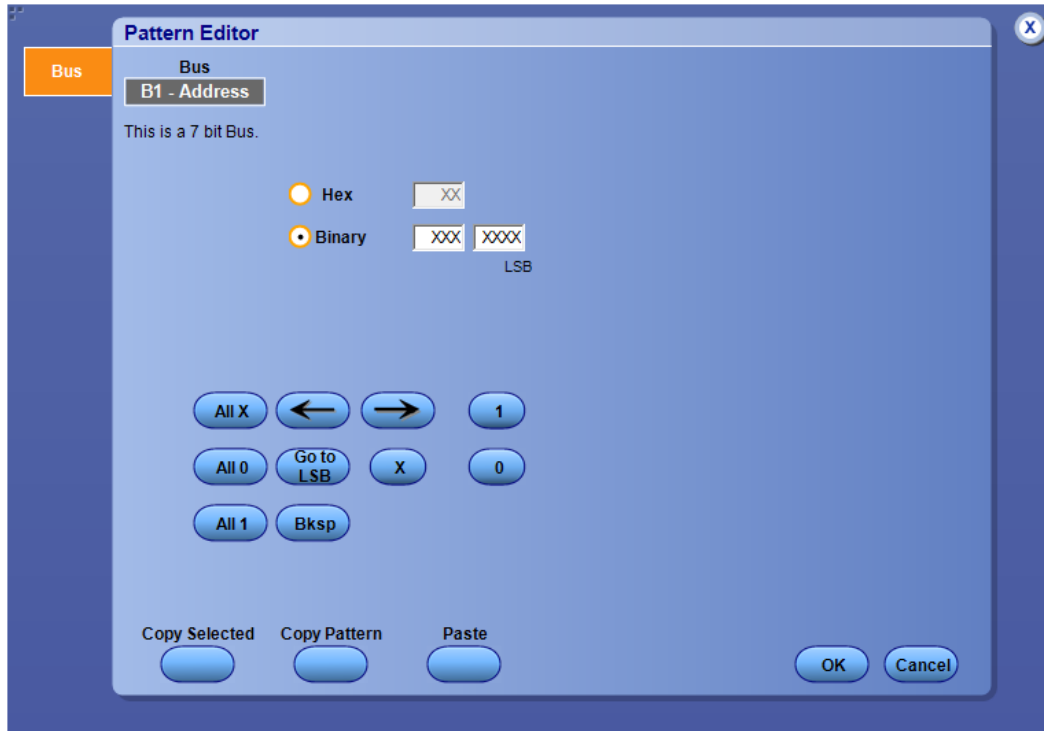 Pattern Editor
X
Bus
Bus
B1 - Address
This is a 7 bit Bus.
Hex XX
Binary XXX XXXX
LSB
All X 1
All 0 Go to LSB X 0
All 1 Bksp
Copy Selected Copy Pattern Paste
OK Cancel